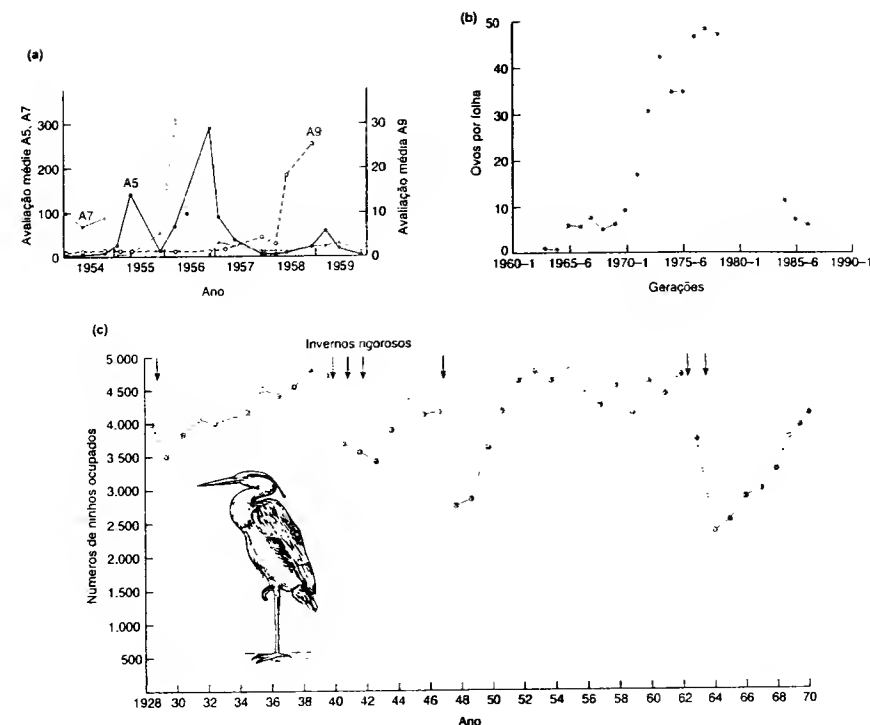 (a)
Avaliação médie A5, A7
300
200
100
0
A7
A5
A9
30
20
10
0
Avaliação média A9
1954 1955 1956 1957 1958 1959
Ano
(b)
Ovos por folha
50
40
30
20
10
0
1960–1 1965–6 1970–1 1975–6 1980–1 1985–6 1990–1
Gerações
(c)
Invernos rigorosos
Números de ninhos ocupados
5 000
4 500
4.000
3.500
3 000
2.500
2.000
1.500
1.000
500
1928 30 32 34 36 38 40 42 44 46 48 50 52 54 56 58 60 62 64 66 68 70
Ano